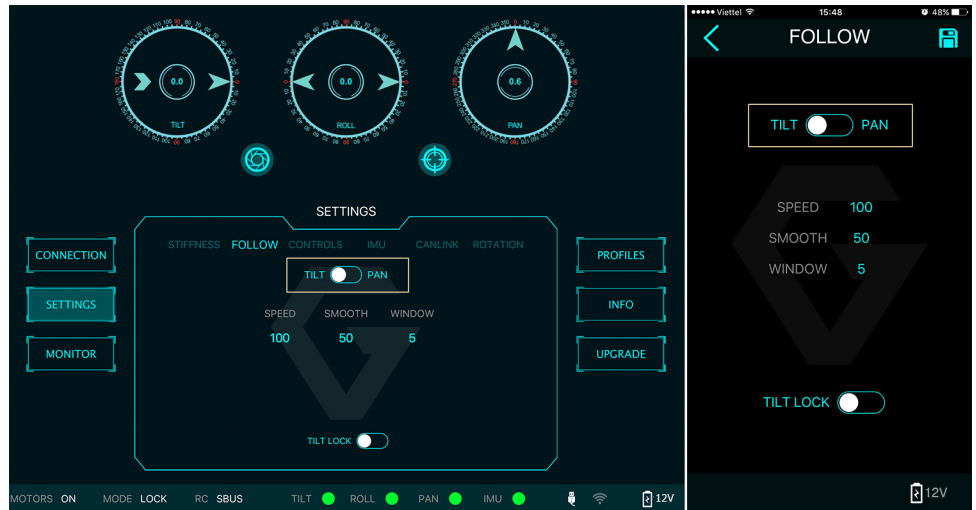 0.0
TILT
0.0
ROLL
0.6
PAN
SETTINGS
STIFFNESS FOLLOW CONTROLS IMU CANLINK ROTATION
TILT PAN
SPEED SMOOTH WINDOW
100 50 5
TILT LOCK
CONNECTION
SETTINGS
MONITOR
PROFILES
INFO
UPGRADE
MOTORS ON MODE LOCK RC SBUS TILT ROLL PAN IMU 12V
Viettel 15:48 48%
FOLLOW
TILT PAN
SPEED 100
SMOOTH 50
WINDOW 5
TILT LOCK
12V